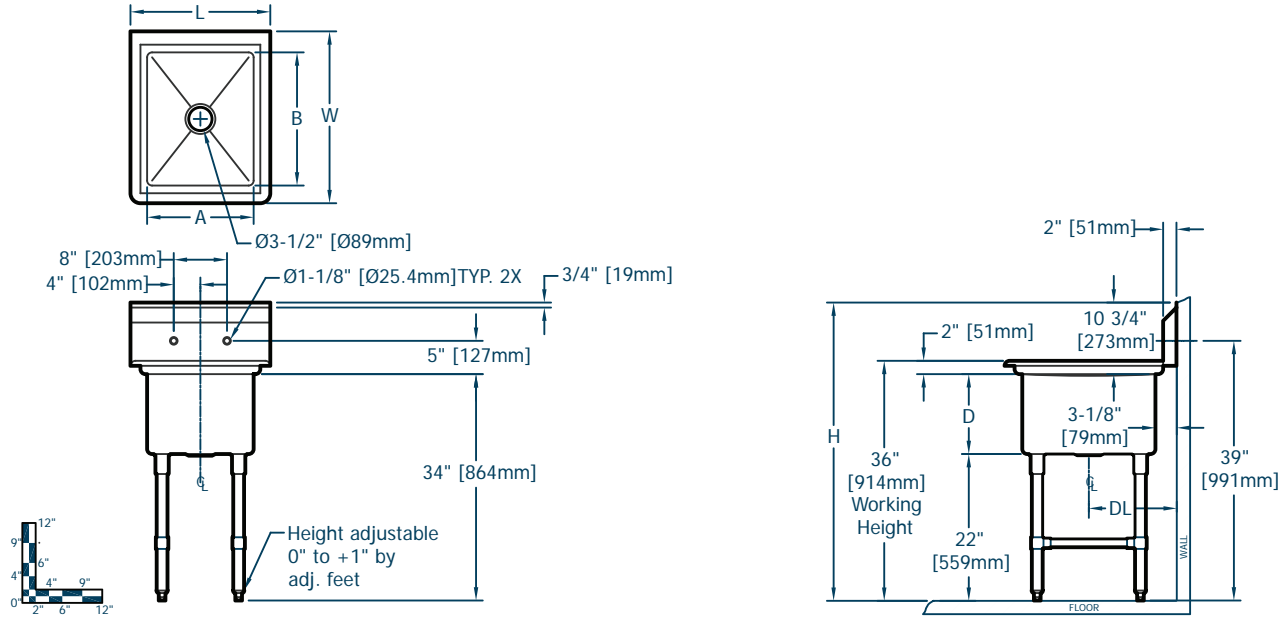 L
B
W
A
Ø3-1/2" [Ø89mm]
8" [203mm]
4" [102mm]
Ø1-1/8" [Ø25.4mm]TYP. 2X
3/4" [19mm]
5" [127mm]
34" [864mm]
CL
Height adjustable
0" to +1" by
adj. feet
12"
9"
6"
4"
0"
4" 9"
2" 6" 12"
2" [51mm]
10 3/4"
[273mm]
2" [51mm]
H
D
3-1/8"
[79mm]
36"
[914mm]
Working
Height
39"
[991mm]
CL
DL
22"
[559mm]
WALL
FLOOR